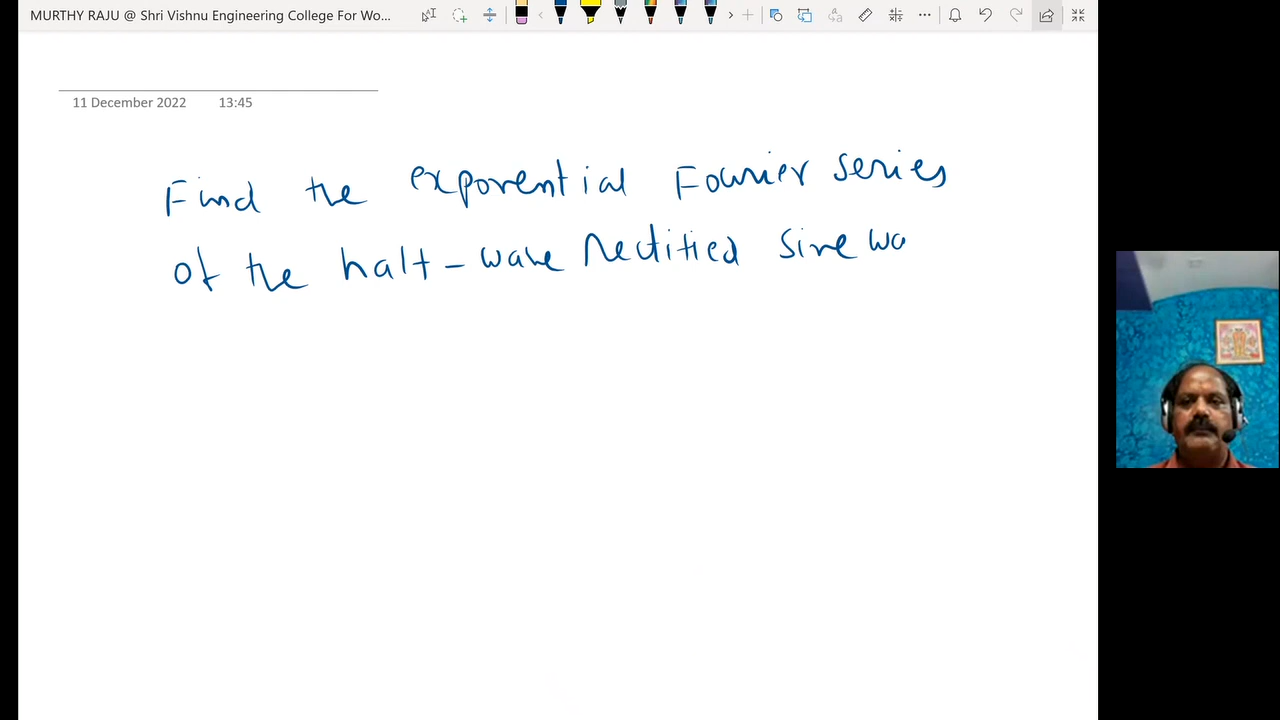 MURTHY RAJU @ Shri Vishnu Engineering College For Wo...
11 December 2022 13:45
Find the exponential Fourier series
of the half-wave Rectified sine wa